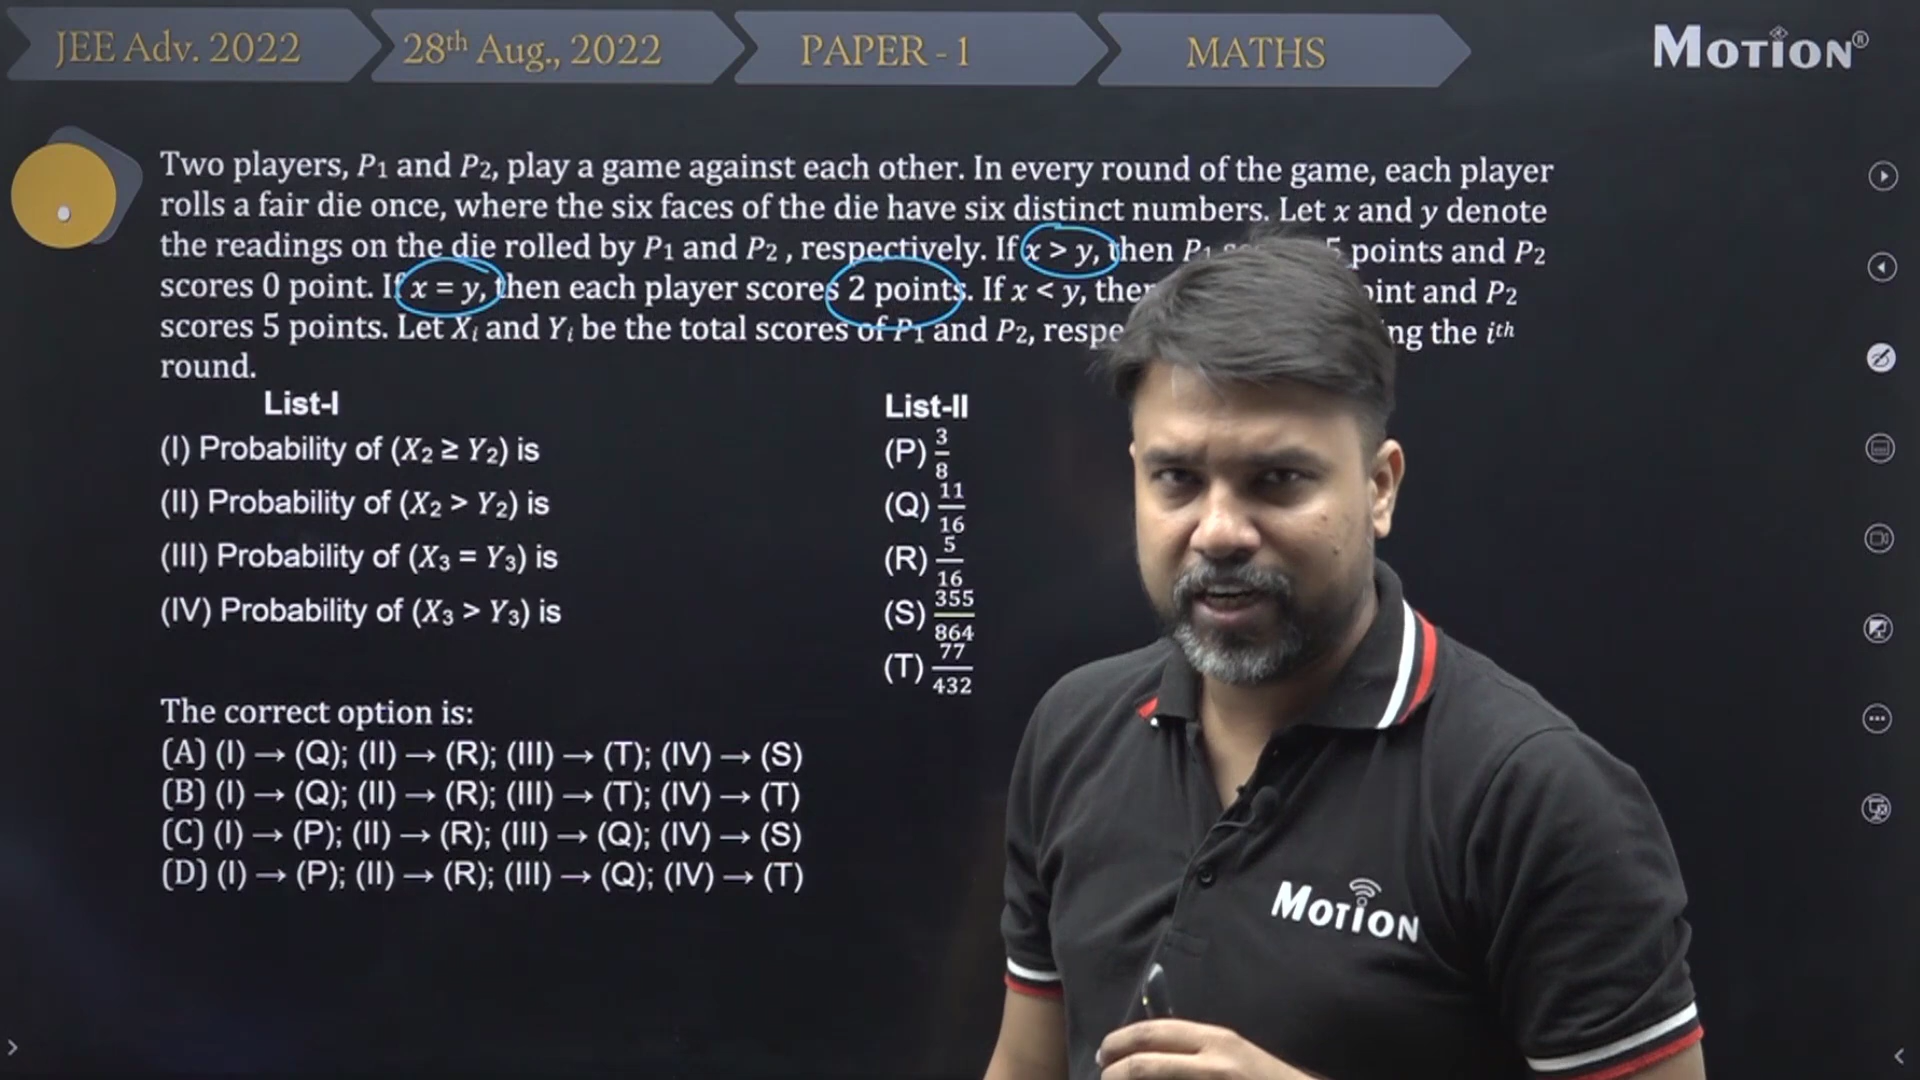 JEE Adv. 2022 28th Aug., 2022 PAPER - 1 MATHS MOTION®
Two players, P₁ and P₂, play a game against each other. In every round of the game, each player
rolls a fair die once, where the six faces of the die have six distinct numbers. Let x and y denote
the readings on the die rolled by P₁ and P₂ , respectively. If x > y, then P₁ 5 points and P₂
scores 0 point. If x = y, then each player scores 2 points. If x < y, then and P₂
scores 5 points. Let Xᵢ and Yᵢ be the total scores of P₁ and P₂, the iᵗʰ
round.
List-I List-II
(I) Probability of (X₂ ≥ Y₂) is (P) 3/8
(II) Probability of (X₂ > Y₂) is (Q) 11/16
(III) Probability of (X₃ = Y₃) is (R) 5/16
(IV) Probability of (X₃ > Y₃) is (S) 355/864
(T) 77/432
The correct option is:
(A) (I) → (Q); (II) → (R); (III) → (T); (IV) → (S)
(B) (I) → (Q); (II) → (R); (III) → (T); (IV) → (T)
(C) (I) → (P); (II) → (R); (III) → (Q); (IV) → (S)
(D) (I) → (P); (II) → (R); (III) → (Q); (IV) → (T)
MOTION